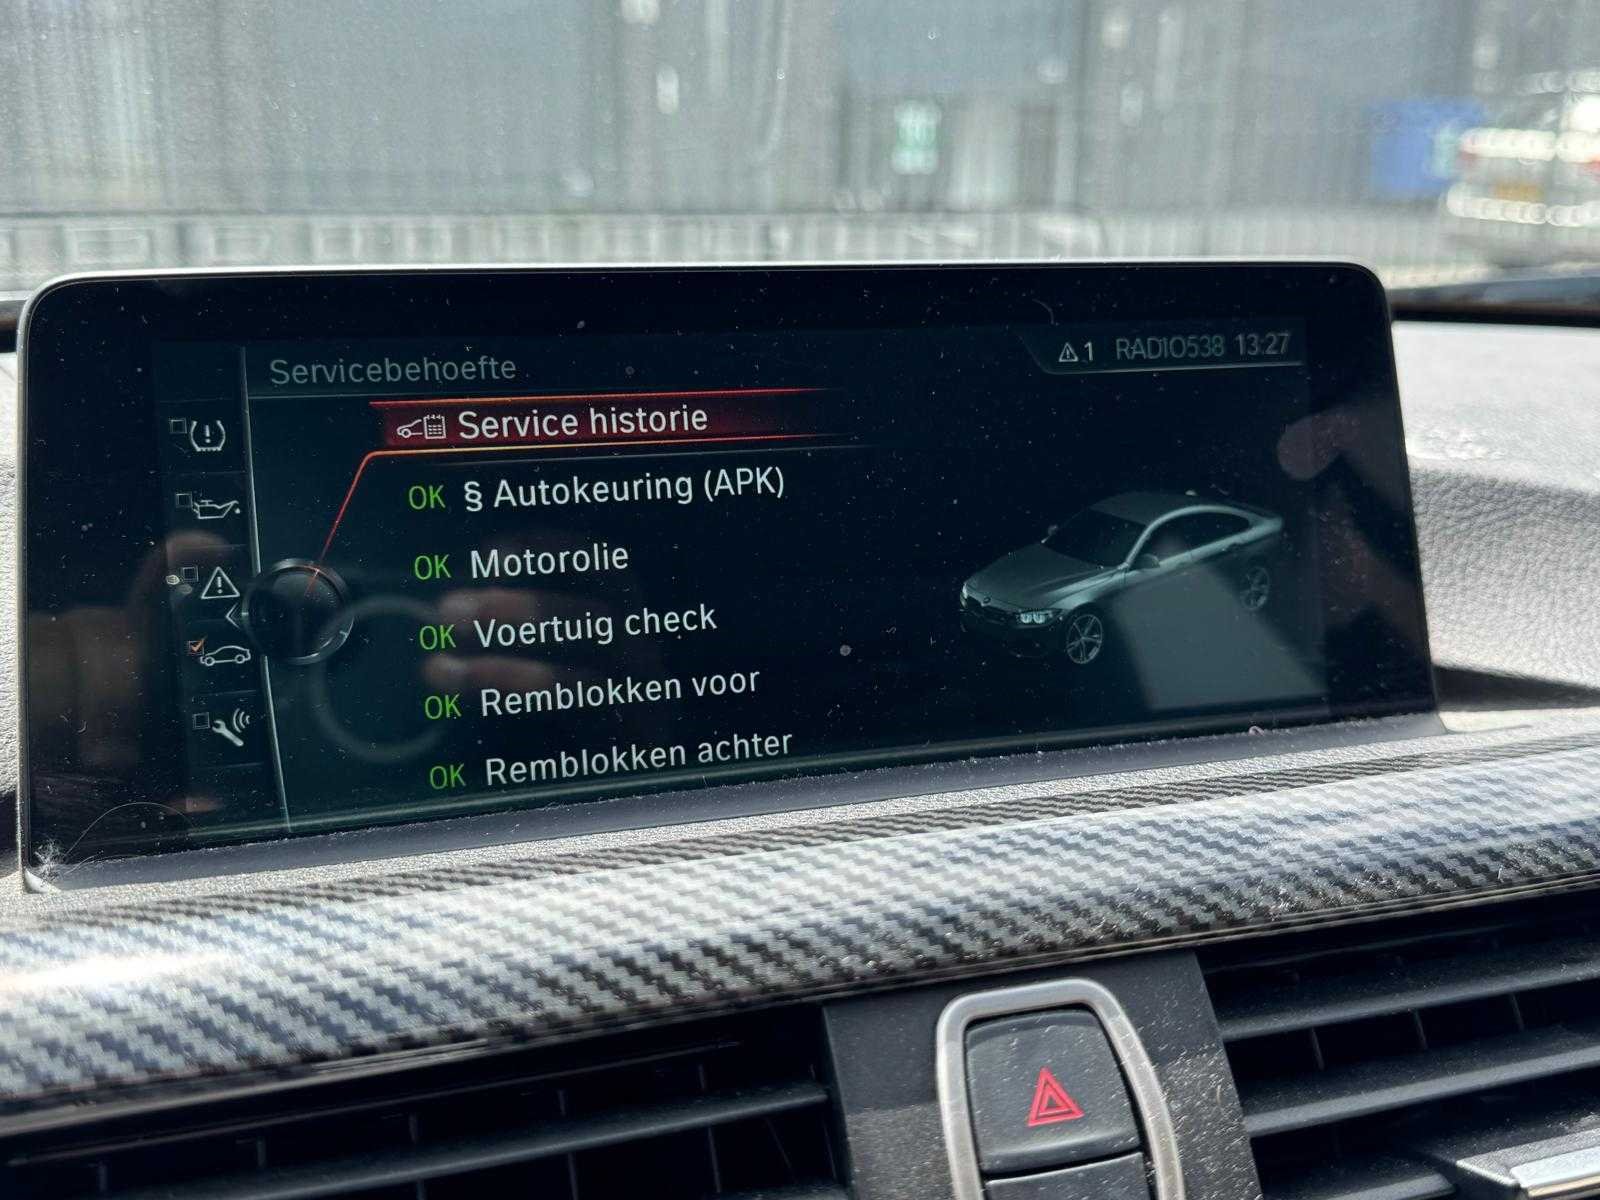 Servicebehoefte
1 RADIO538 13:27
Service historie
OK § Autokeuring (APK)
OK Motorolie
OK Voertuig check
OK Remblokken voor
OK Remblokken achter